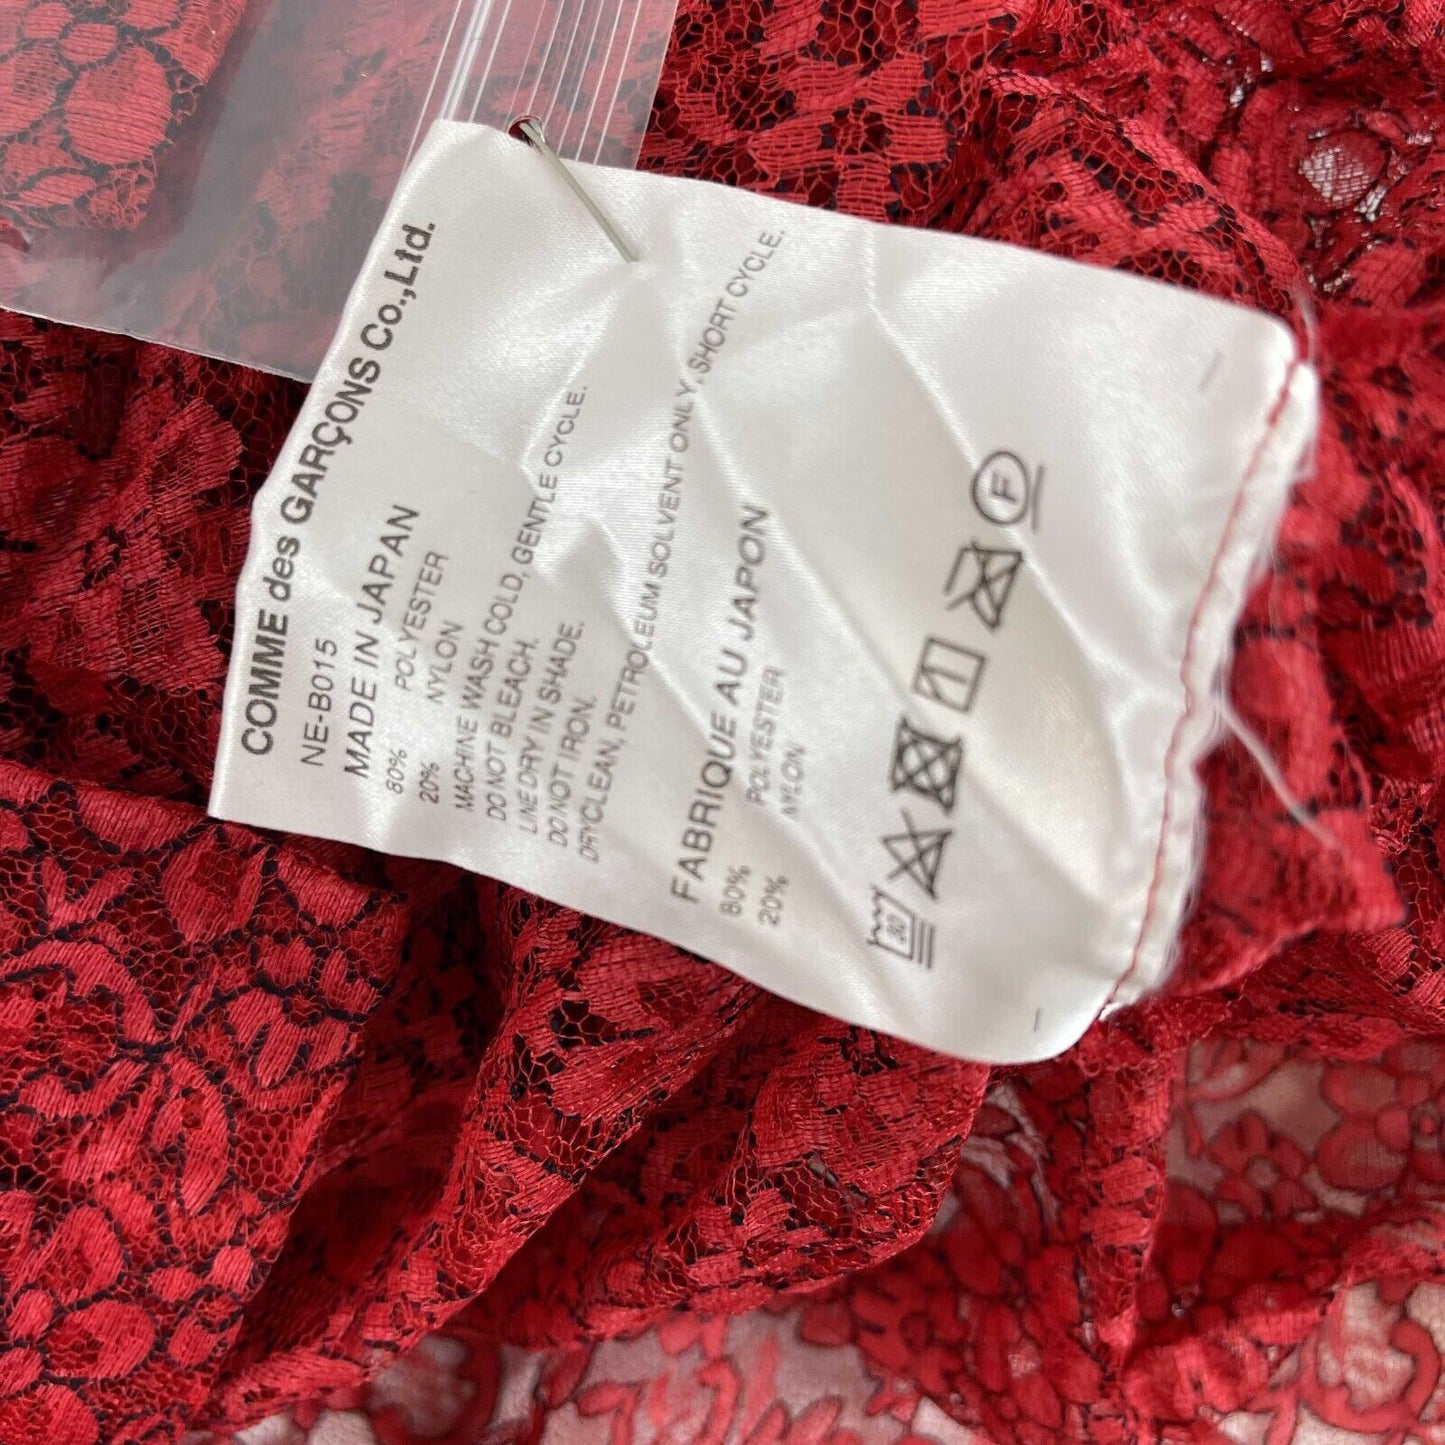 COMME des GARÇONS Co.,Ltd.
NE-B015
MADE IN JAPAN
80% POLYESTER
20% NYLON
MACHINE WASH COLD, GENTLE CYCLE.
DO NOT BLEACH.
LINE DRY IN SHADE.
DO NOT IRON.
DRYCLEAN, PETROLEUM SOLVENT ONLY, SHORT CYCLE.
FABRIQUE AU JAPON
80% POLYESTER
20% NYLON
30
F